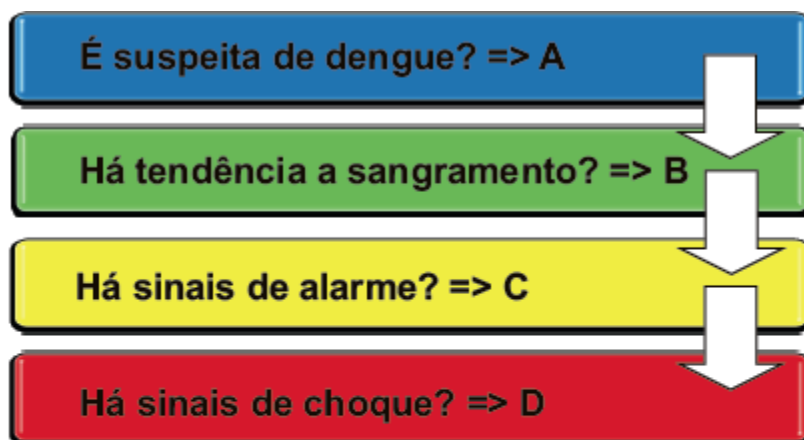 É suspeita de dengue? => A
Há tendência a sangramento? => B
Há sinais de alarme? => C
Há sinais de choque? => D